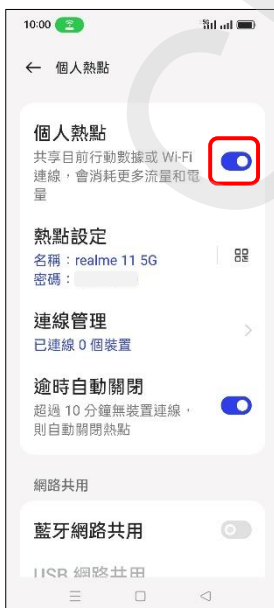 10:00
個人熱點
個人熱點
共享目前行動數據或 Wi-Fi
連線，會消耗更多流量和電
量
熱點設定
名稱：realme 11 5G
密碼：
連線管理
已連線 0 個裝置
逾時自動關閉
超過 10 分鐘無裝置連線，
則自動關閉熱點
網路共用
藍牙網路共用
USB 網路共用